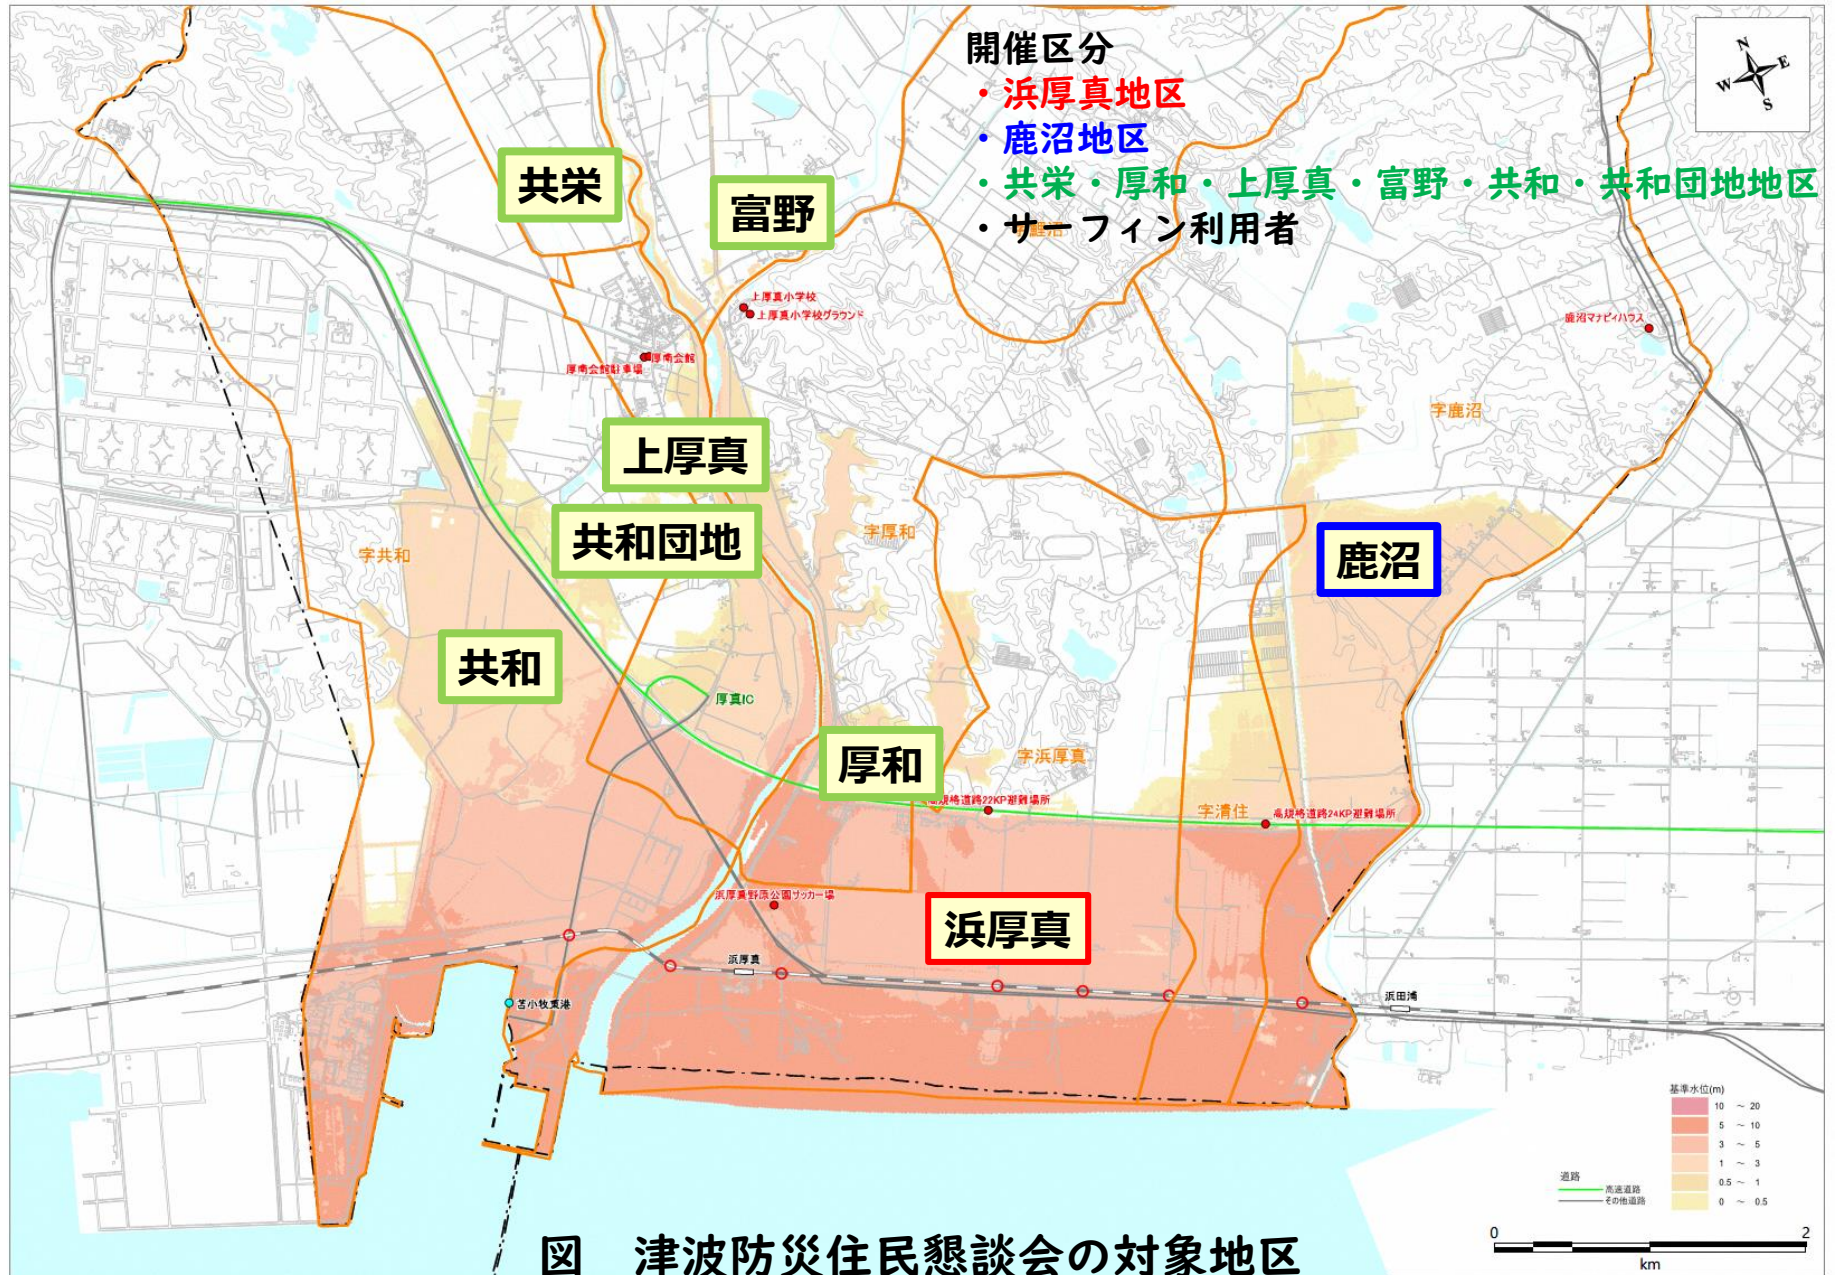 開催区分
・浜厚真地区
・鹿沼地区
・共栄・厚和・上厚真・富野・共和・共和団地地区
・サーフィン利用者
N
E
W
S
共栄
富野
上厚真小学校
上厚真小学校グラウンド
厚南会館
厚南会館駐車場
鹿沼マナビィハウス
字鹿沼
上厚真
共和団地
字厚和
字共和
鹿沼
共和
厚真IC
厚和
字浜厚真
高規格道路22KP避難場所
字清住
高規格道路24KP避難場所
浜厚真野原公園サッカー場
浜厚真
浜厚真
苫小牧東港
浜田浦
基準水位(m)
10 ～ 20
5 ～ 10
3 ～ 5
1 ～ 3
0.5 ～ 1
0 ～ 0.5
道路
高速道路
その他道路
0 2
km
図　津波防災住民懇談会の対象地区